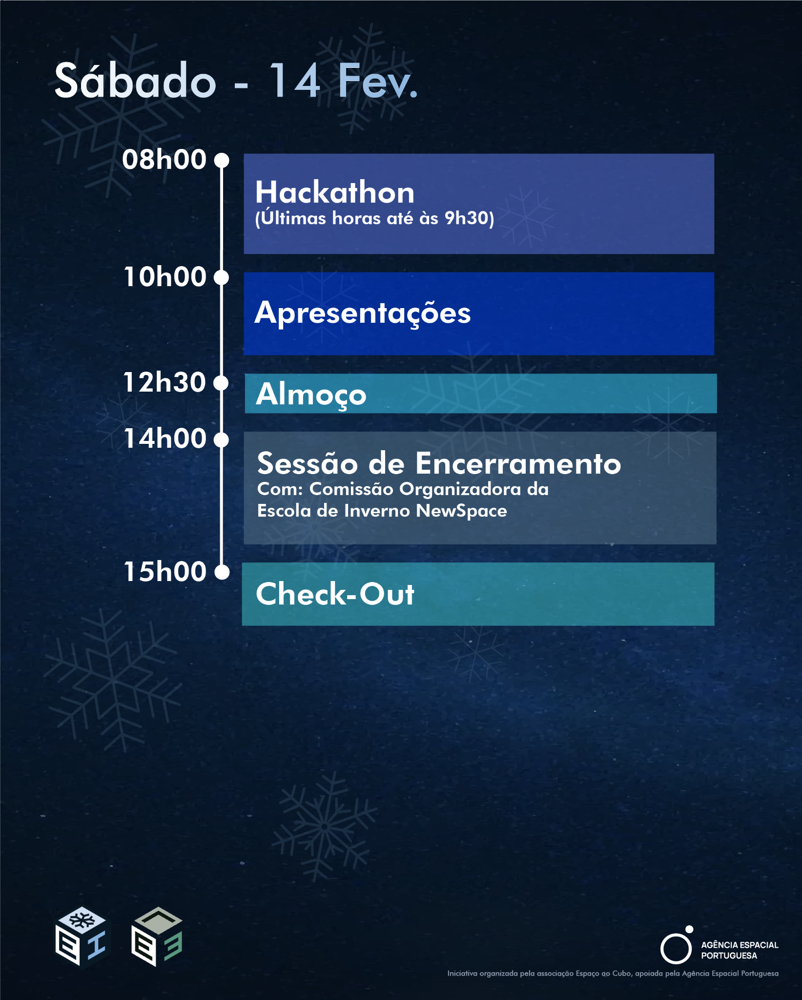 Sábado - 14 Fev.
08h00
Hackathon
(Últimas horas até às 9h30)
10h00
Apresentações
12h30
Almoço
14h00
Sessão de Encerramento
Com: Comissão Organizadora da
Escola de Inverno NewSpace
15h00
Check-Out
E I
E 3
AGÊNCIA ESPACIAL
PORTUGUESA
Iniciativa organizada pela associação Espaço ao Cubo, apoiada pela Agência Espacial Portuguesa